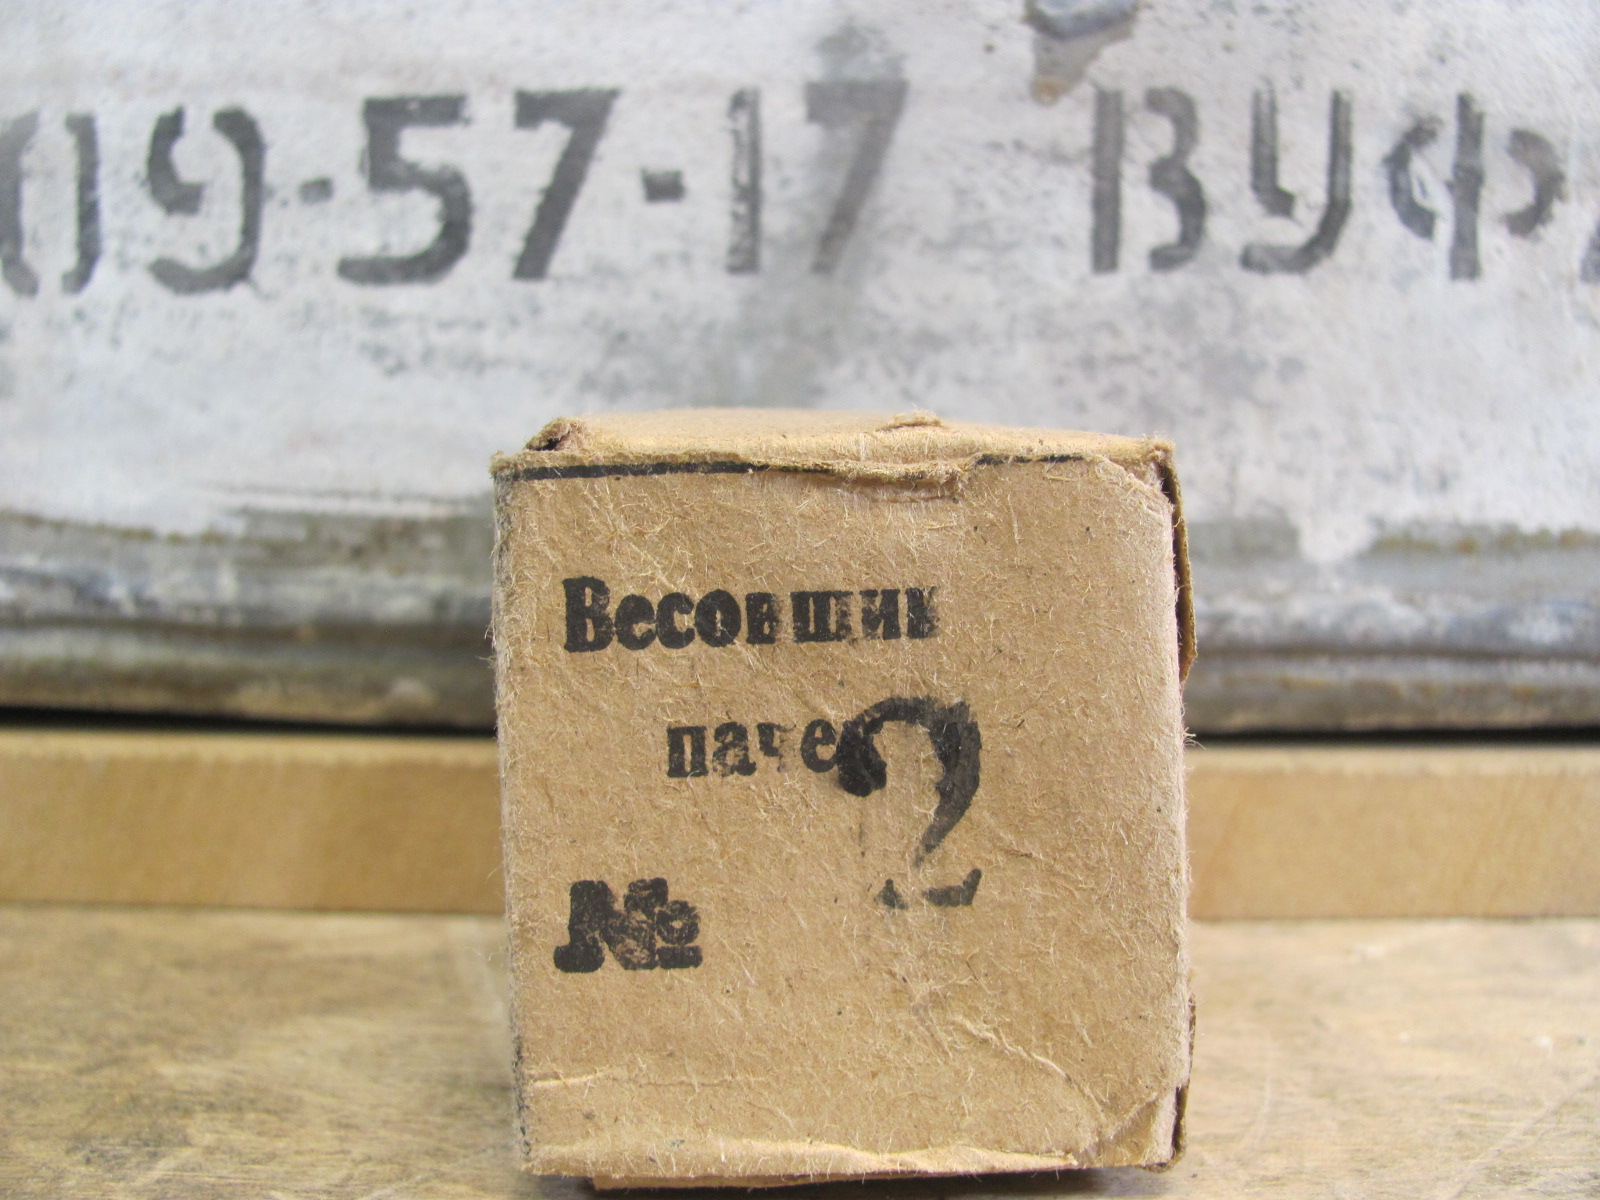 09-57-17 ВУФ
Весовщик
пачек
2
№